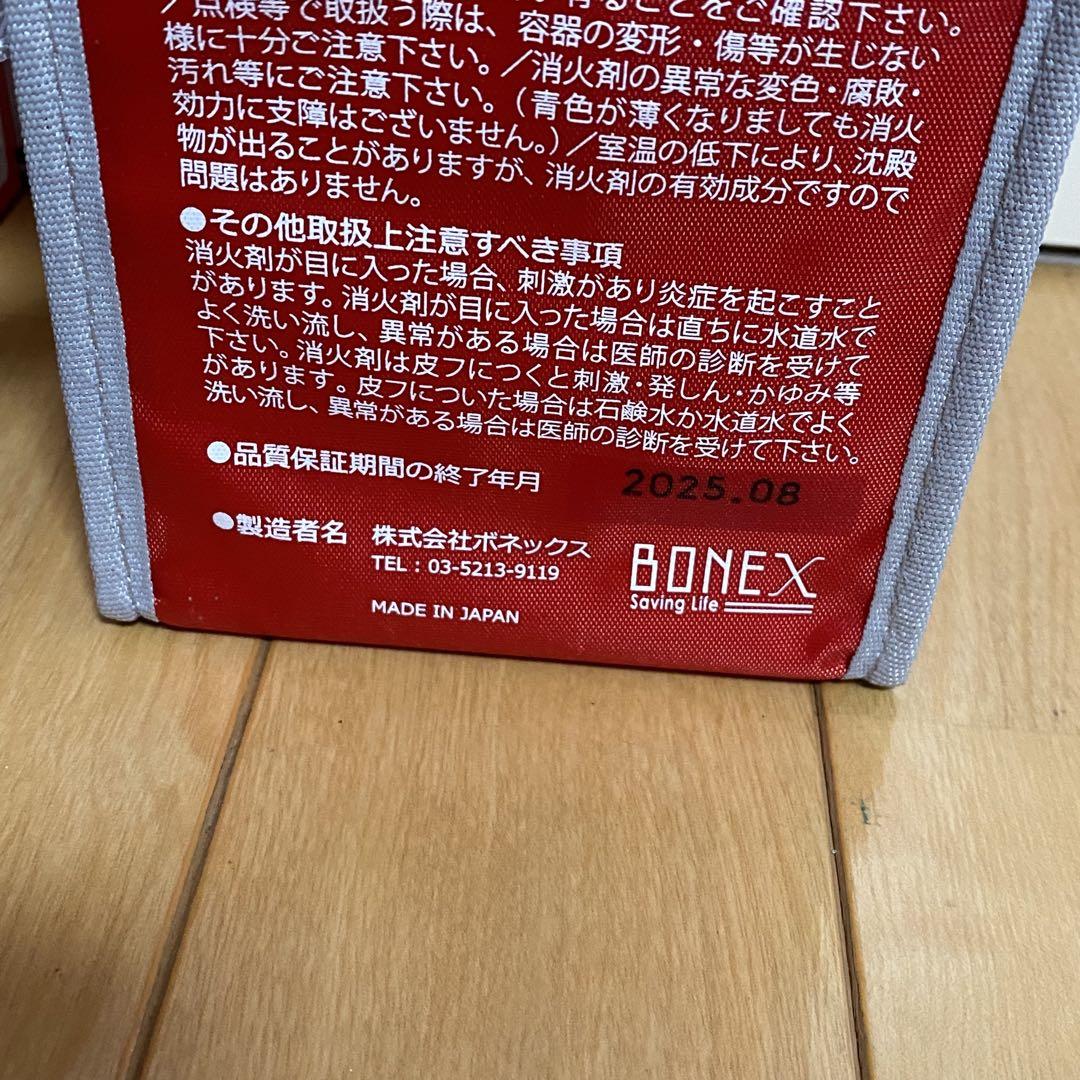 ／点検等で取扱う際は、容器の変形・傷等が生じない
様に十分ご注意下さい。／消火剤の異常な変色・腐敗・
汚れ等にご注意下さい。（青色が薄くなりましても消火
効力に支障はございません。）／室温の低下により、沈殿
物が出ることがありますが、消火剤の有効成分ですので
問題はありません。
●その他取扱上注意すべき事項
消火剤が目に入った場合、刺激があり炎症を起こすこと
があります。消火剤が目に入った場合は直ちに水道水で
よく洗い流し、異常がある場合は医師の診断を受けて
下さい。消火剤は皮フにつくと刺激・発しん・かゆみ等
があります。皮フについた場合は石鹸水か水道水でよく
洗い流し、異常がある場合は医師の診断を受けて下さい。
●品質保証期間の終了年月 2025.08
●製造者名 株式会社ボネックス
TEL : 03-5213-9119
BONEX
Saving Life
MADE IN JAPAN